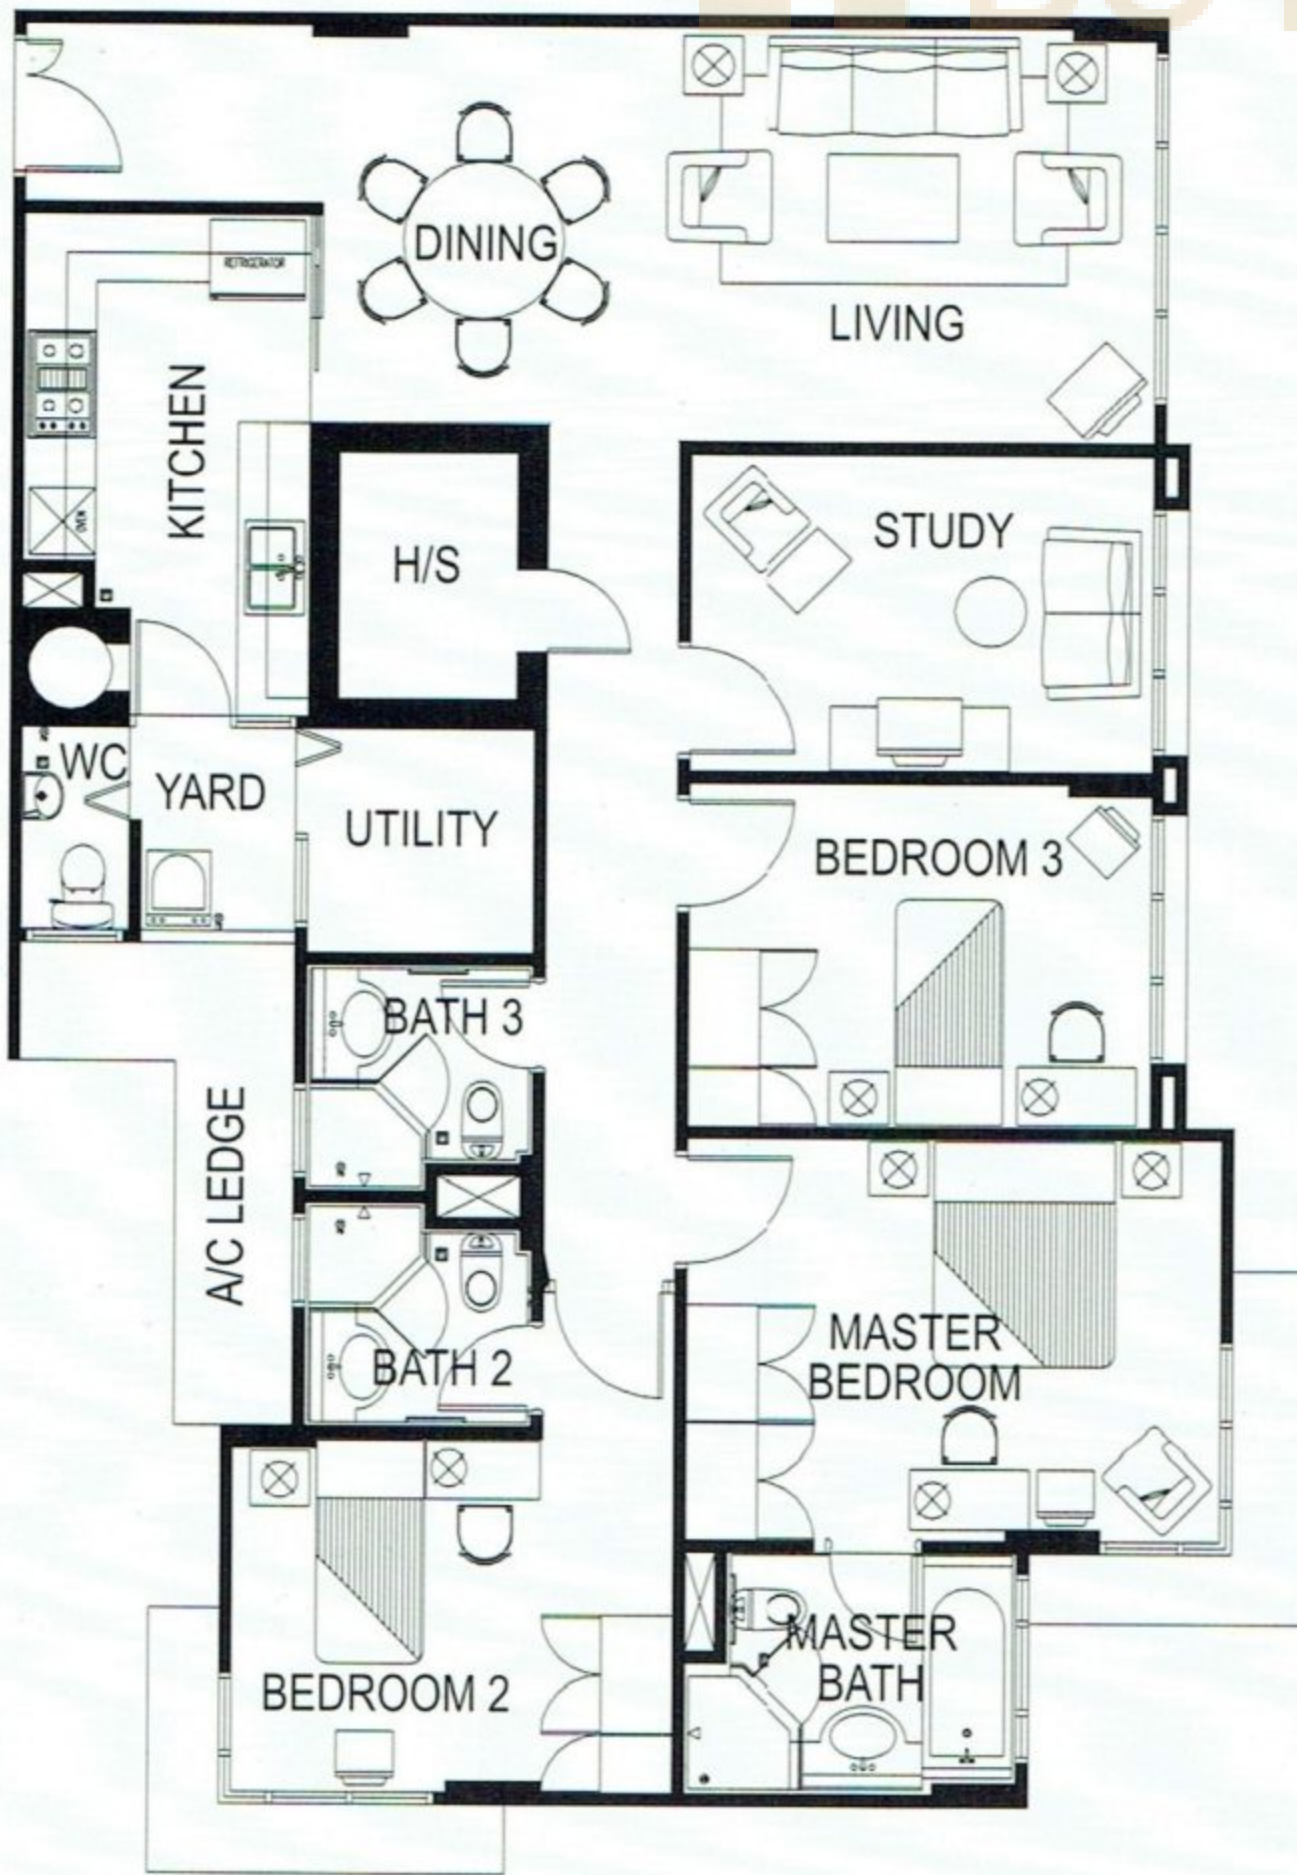 DINING
REFRIGERATOR
LIVING
KITCHEN
H/S
STUDY
WC
YARD
UTILITY
BEDROOM 3
BATH 3
A/C LEDGE
BATH 2
MASTER
BEDROOM
BEDROOM 2
MASTER
BATH